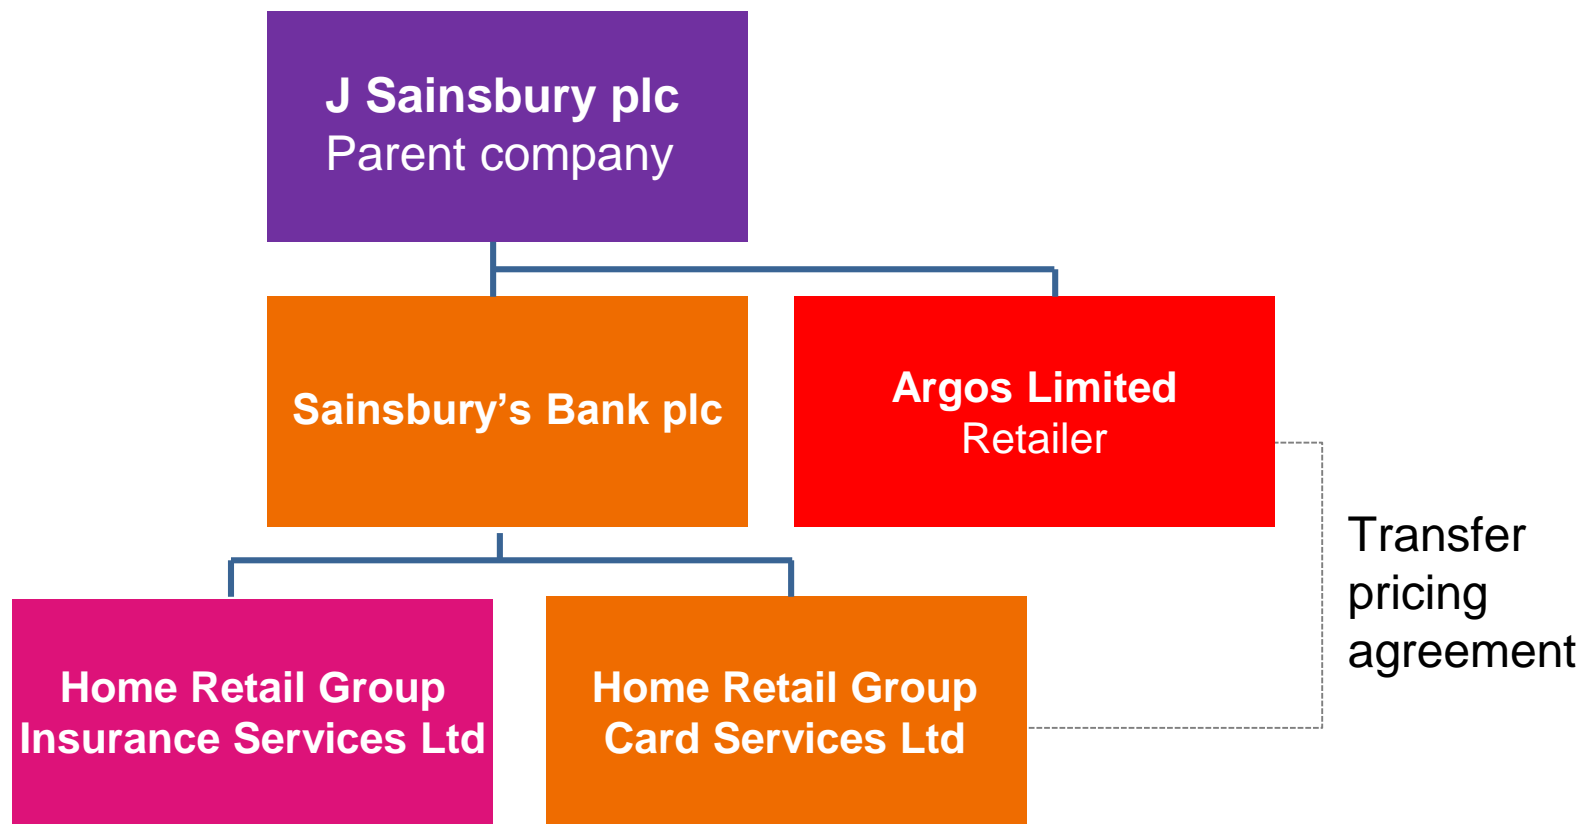 J Sainsbury plc
Parent company
Sainsbury’s Bank plc
Argos Limited
Retailer
Transfer
pricing
agreement
Home Retail Group
Insurance Services Ltd
Home Retail Group
Card Services Ltd